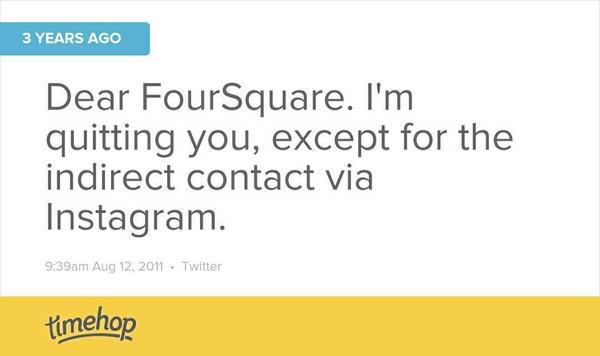 3 YEARS AGO
Dear FourSquare. I'm
quitting you, except for the
indirect contact via
Instagram.
9:39am Aug 12, 2011 • Twitter
timehop